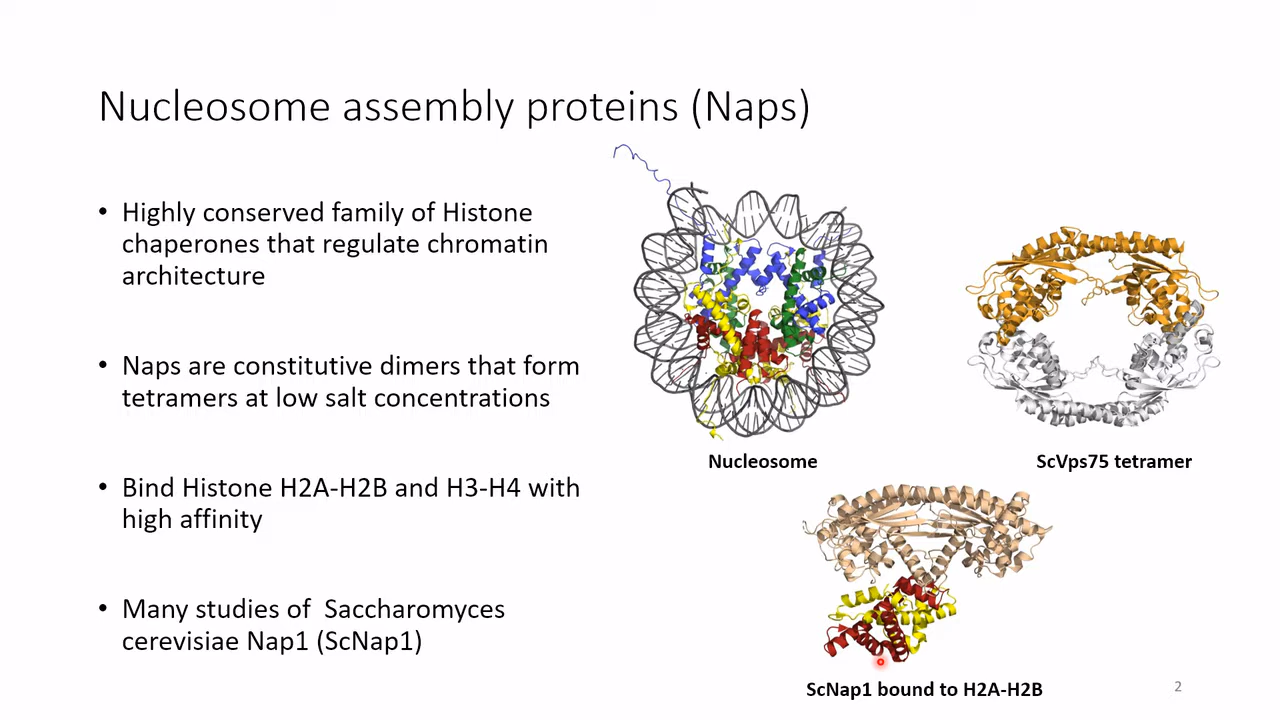 Nucleosome assembly proteins (Naps)
• Highly conserved family of Histone
chaperones that regulate chromatin
architecture
• Naps are constitutive dimers that form
tetramers at low salt concentrations
• Bind Histone H2A-H2B and H3-H4 with
high affinity
• Many studies of  Saccharomyces
cerevisiae Nap1 (ScNap1)
Nucleosome
ScVps75 tetramer
ScNap1 bound to H2A-H2B
2